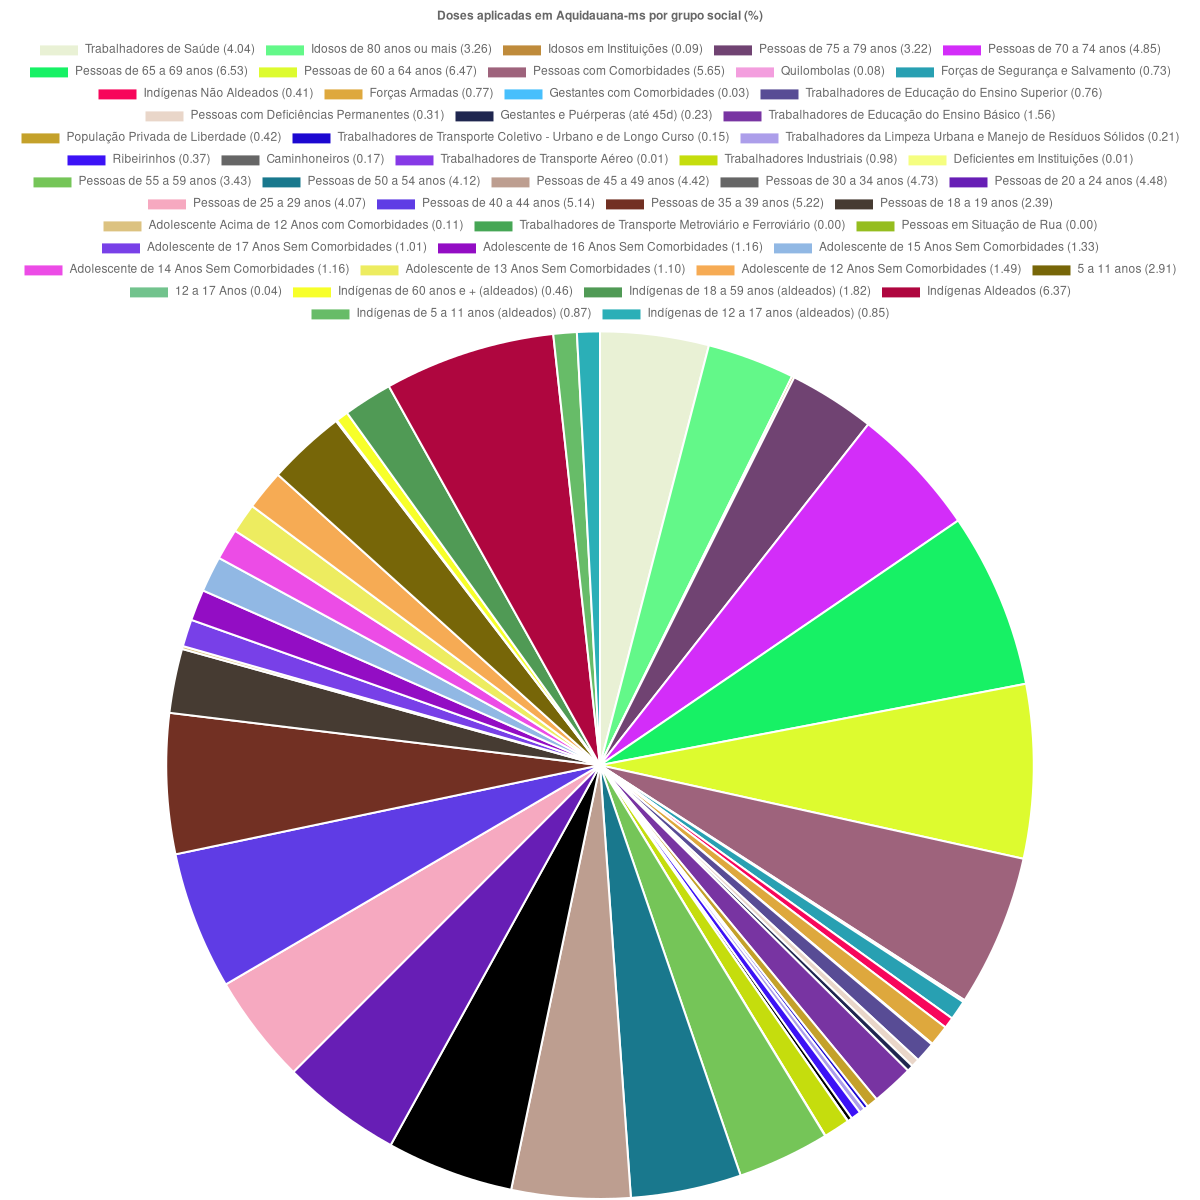 Doses aplicadas em Aquidauana-ms por grupo social (%)
Trabalhadores de Saúde (4.04) Idosos de 80 anos ou mais (3.26) Idosos em Instituições (0.09) Pessoas de 75 a 79 anos (3.22) Pessoas de 70 a 74 anos (4.85)
Pessoas de 65 a 69 anos (6.53) Pessoas de 60 a 64 anos (6.47) Pessoas com Comorbidades (5.65) Quilombolas (0.08) Forças de Segurança e Salvamento (0.73)
Indígenas Não Aldeados (0.41) Forças Armadas (0.77) Gestantes com Comorbidades (0.03) Trabalhadores de Educação do Ensino Superior (0.76)
Pessoas com Deficiências Permanentes (0.31) Gestantes e Puérperas (até 45d) (0.23) Trabalhadores de Educação do Ensino Básico (1.56)
População Privada de Liberdade (0.42) Trabalhadores de Transporte Coletivo - Urbano e de Longo Curso (0.15) Trabalhadores da Limpeza Urbana e Manejo de Resíduos Sólidos (0.21)
Ribeirinhos (0.37) Caminhoneiros (0.17) Trabalhadores de Transporte Aéreo (0.01) Trabalhadores Industriais (0.98) Deficientes em Instituições (0.01)
Pessoas de 55 a 59 anos (3.43) Pessoas de 50 a 54 anos (4.12) Pessoas de 45 a 49 anos (4.42) Pessoas de 30 a 34 anos (4.73) Pessoas de 20 a 24 anos (4.48)
Pessoas de 25 a 29 anos (4.07) Pessoas de 40 a 44 anos (5.14) Pessoas de 35 a 39 anos (5.22) Pessoas de 18 a 19 anos (2.39)
Adolescente Acima de 12 Anos com Comorbidades (0.11) Trabalhadores de Transporte Metroviário e Ferroviário (0.00) Pessoas em Situação de Rua (0.00)
Adolescente de 17 Anos Sem Comorbidades (1.01) Adolescente de 16 Anos Sem Comorbidades (1.16) Adolescente de 15 Anos Sem Comorbidades (1.33)
Adolescente de 14 Anos Sem Comorbidades (1.16) Adolescente de 13 Anos Sem Comorbidades (1.10) Adolescente de 12 Anos Sem Comorbidades (1.49) 5 a 11 anos (2.91)
12 a 17 Anos (0.04) Indígenas de 60 anos e + (aldeados) (0.46) Indígenas de 18 a 59 anos (aldeados) (1.82) Indígenas Aldeados (6.37)
Indígenas de 5 a 11 anos (aldeados) (0.87) Indígenas de 12 a 17 anos (aldeados) (0.85)